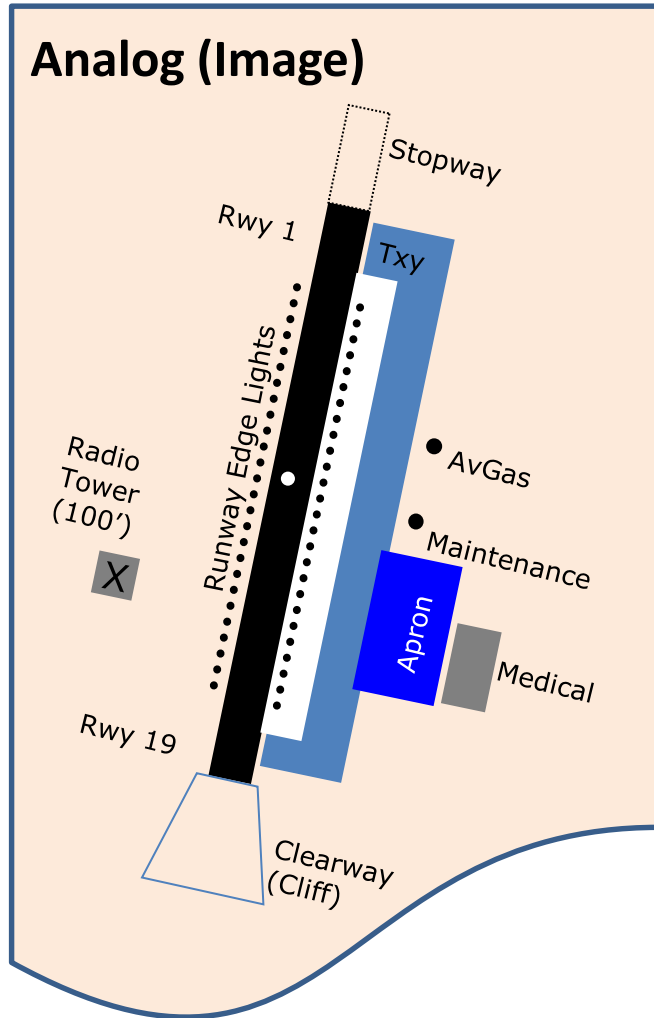 Analog (Image)
Stopway
Rwy 1
Txy
Runway Edge Lights
Radio
Tower
(100’)
AvGas
Maintenance
X
Apron
Medical
Rwy 19
Clearway
(Cliff)